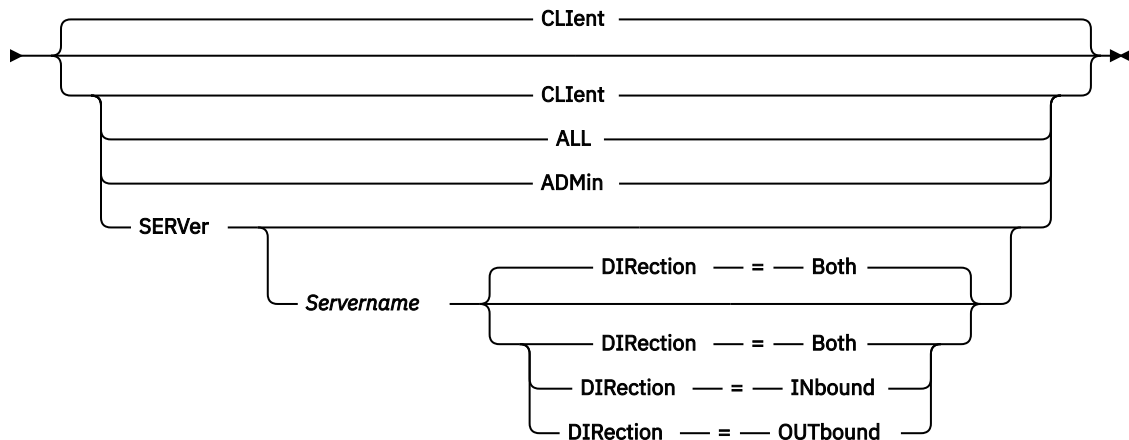 CLIent
CLIent
ALL
ADMin
SERVer
DIRection = Both
Servername
DIRection = Both
DIRection = INbound
DIRection = OUTbound